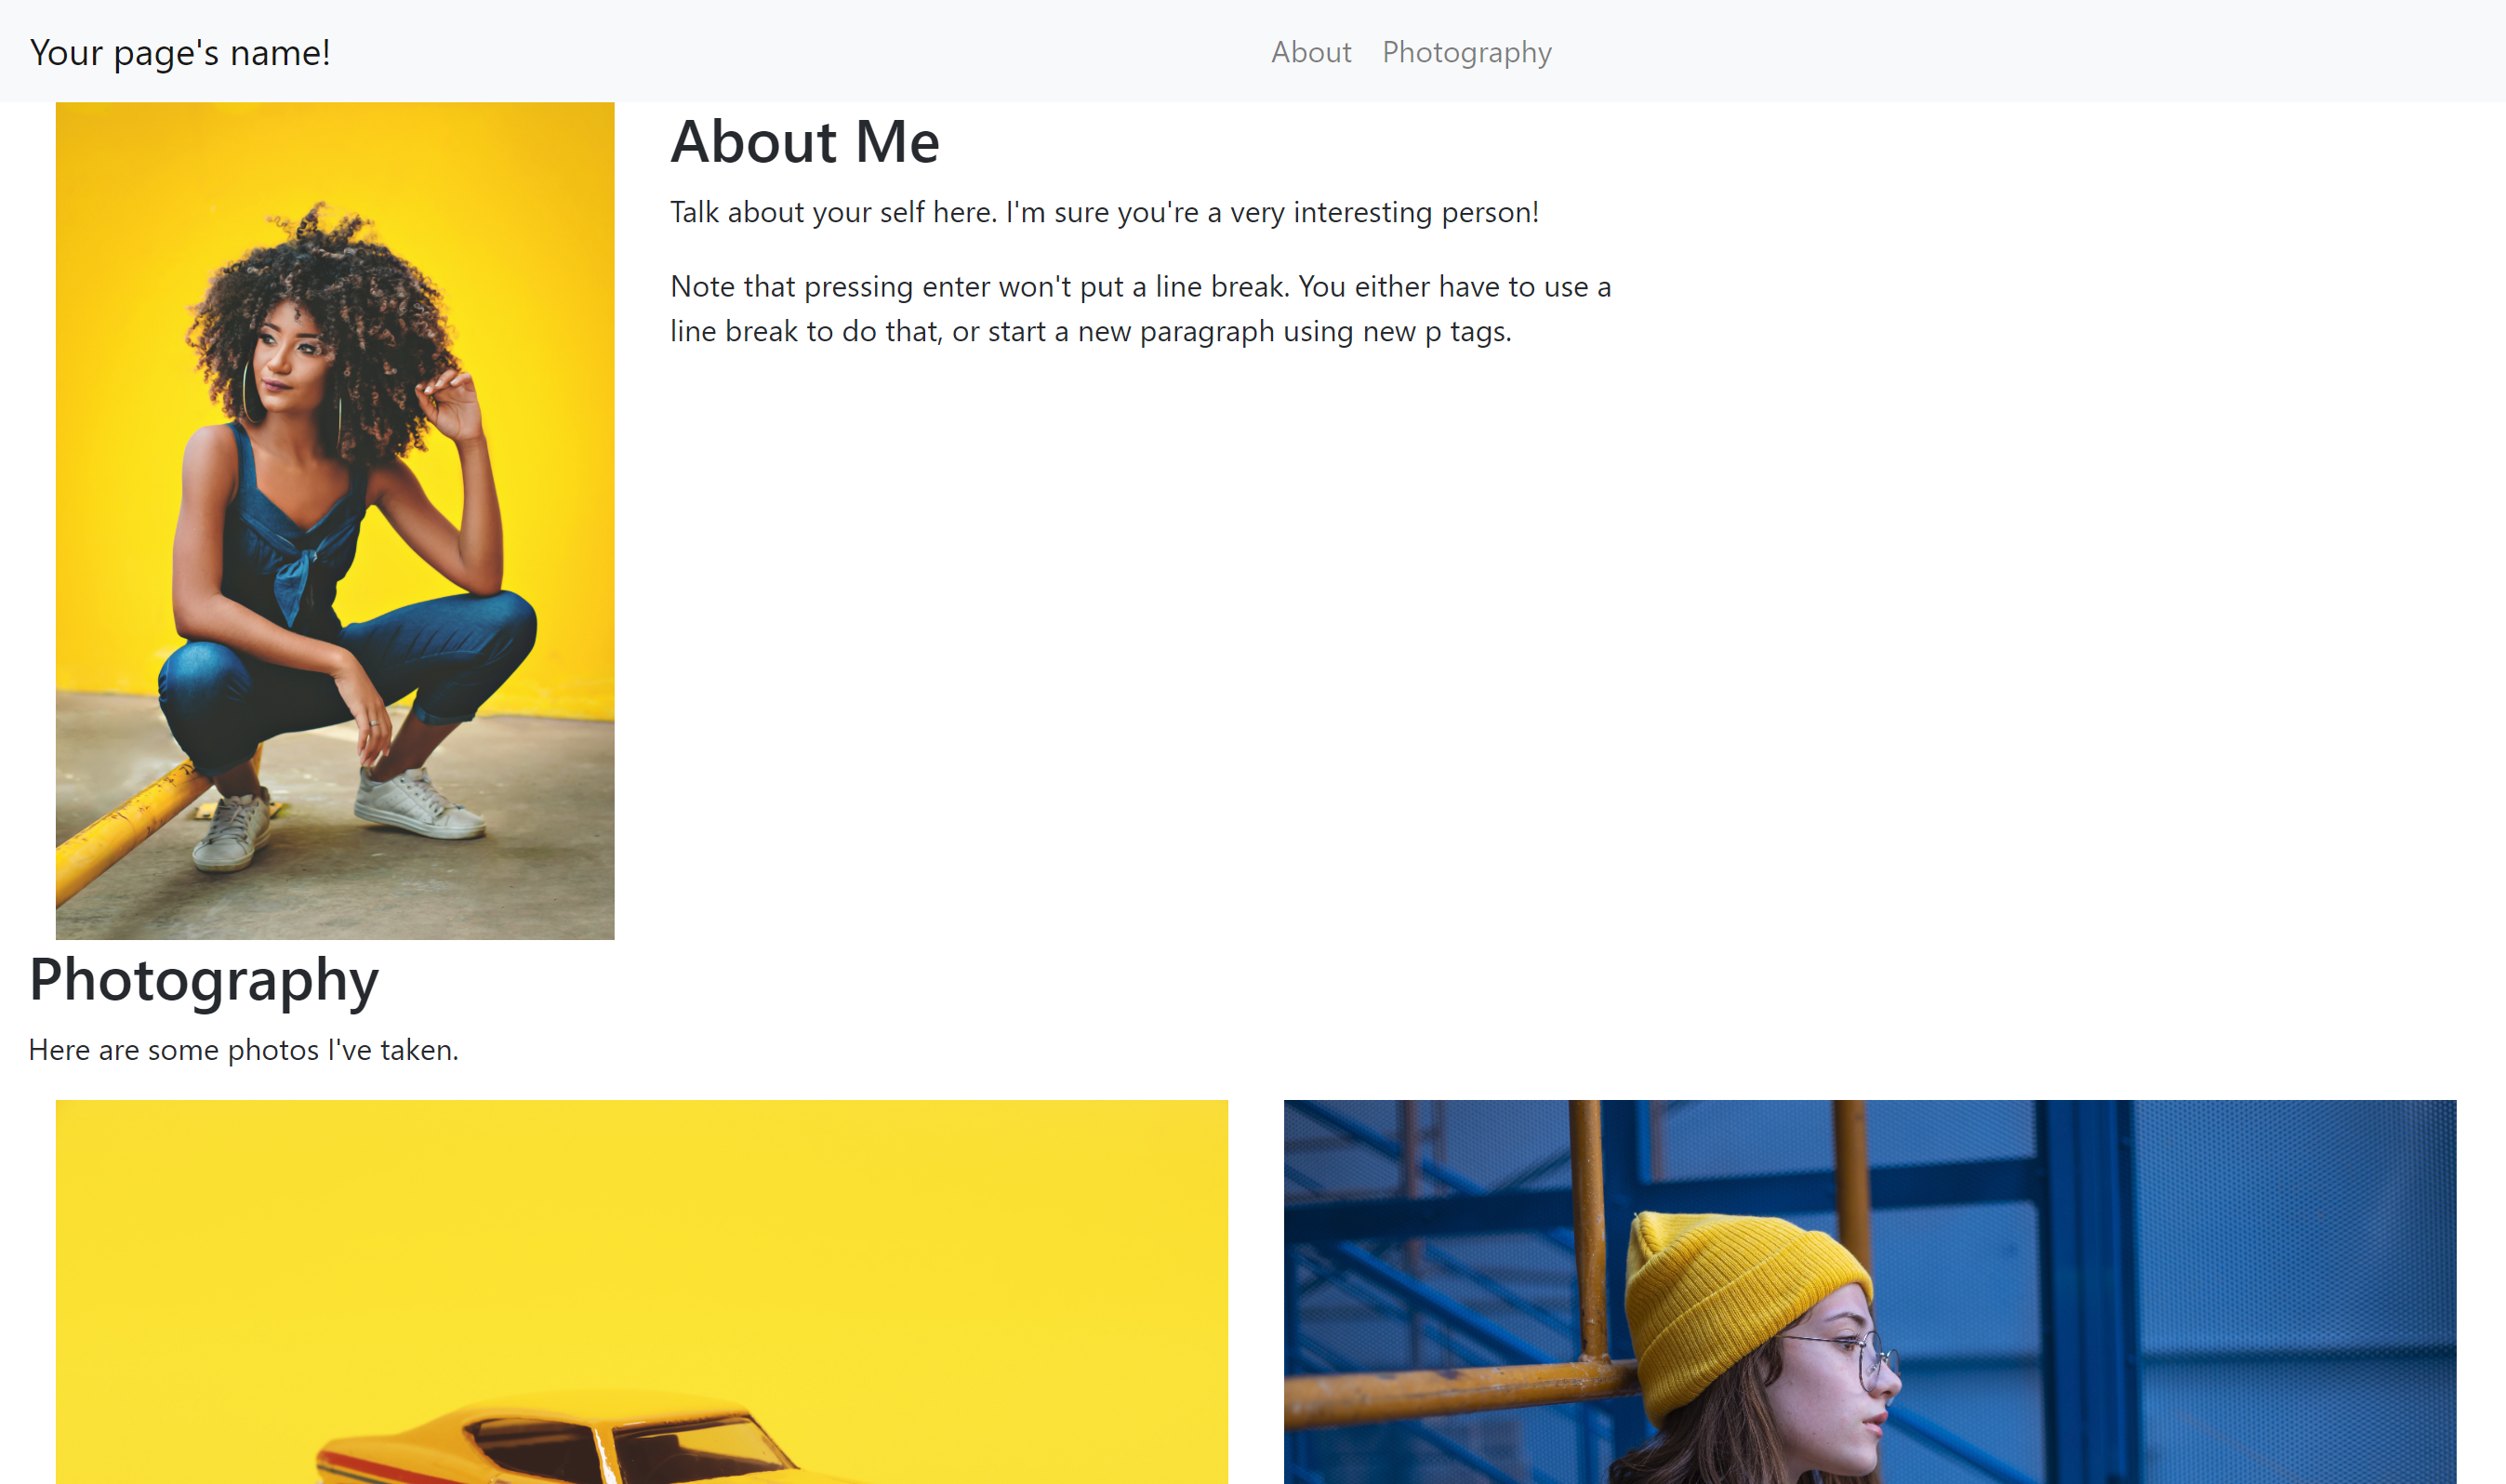 Your page's name!
About Photography
About Me
Talk about your self here. I'm sure you're a very interesting person!
Note that pressing enter won't put a line break. You either have to use a
line break to do that, or start a new paragraph using new p tags.
Photography
Here are some photos I've taken.